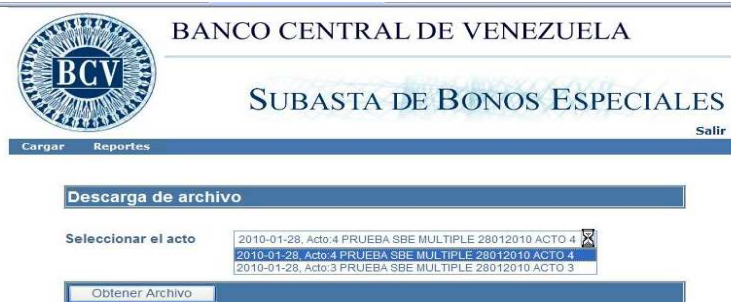 BANCO CENTRAL DE VENEZUELA
BCV
SUBASTA DE BONOS ESPECIALES
Salir
Cargar Reportes
Descarga de archivo
Seleccionar el acto 2010-01-28, Acto:4 PRUEBA SBE MULTIPLE 28012010 ACTO 4
2010-01-28, Acto:4 PRUEBA SBE MULTIPLE 28012010 ACTO 4
2010-01-28, Acto:3 PRUEBA SBE MULTIPLE 28012010 ACTO 3
Obtener Archivo